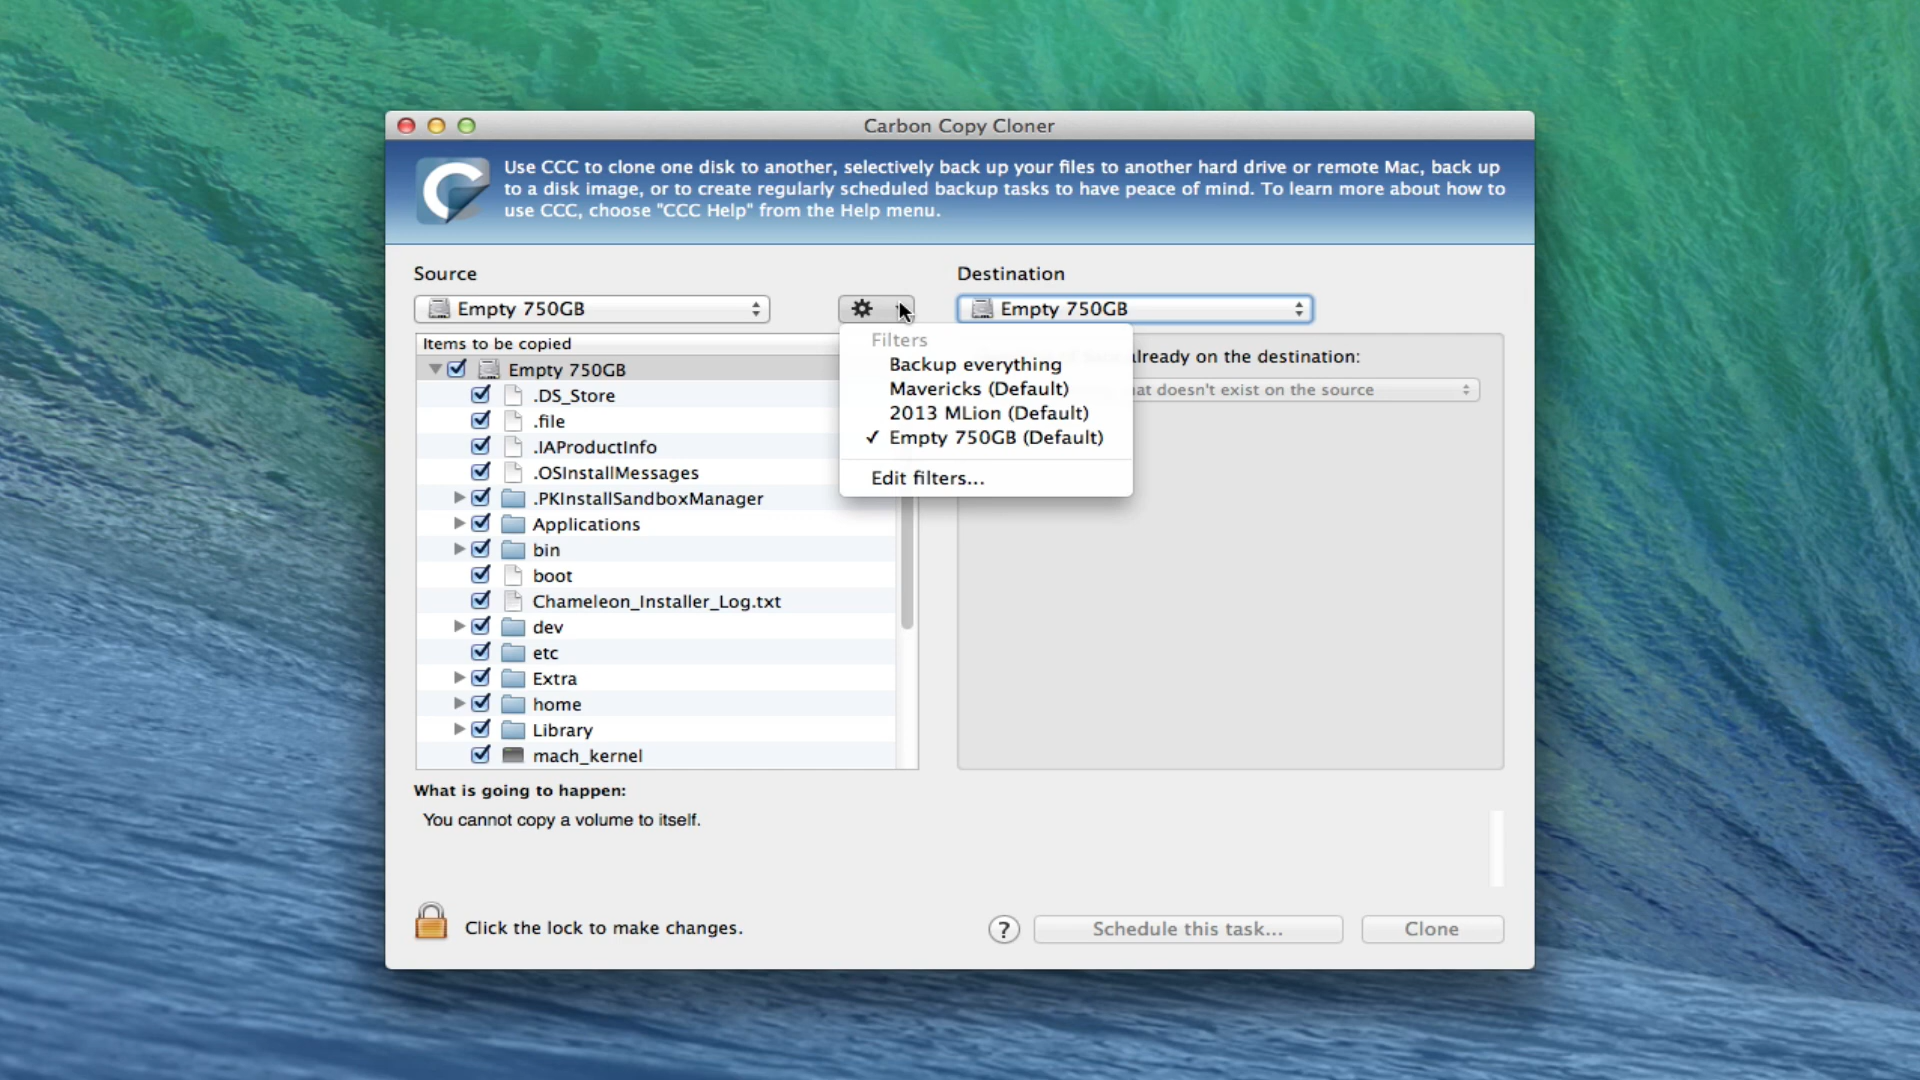 Carbon Copy Cloner
Use CCC to clone one disk to another, selectively back up your files to another hard drive or remote Mac, back up
to a disk image, or to create regularly scheduled backup tasks to have peace of mind. To learn more about how to
use CCC, choose "CCC Help" from the Help menu.
Source
Destination
Empty 750GB
Empty 750GB
Filters
Backup everything
Mavericks (Default)
2013 MLion (Default)
✓ Empty 750GB (Default)
Edit filters...
already on the destination:
at doesn't exist on the source
Items to be copied
Empty 750GB
.DS_Store
.file
.IAProductInfo
.OSInstallMessages
.PKInstallSandboxManager
Applications
bin
boot
Chameleon_Installer_Log.txt
dev
etc
Extra
home
Library
mach_kernel
What is going to happen:
You cannot copy a volume to itself.
Click the lock to make changes.
?
Schedule this task...
Clone